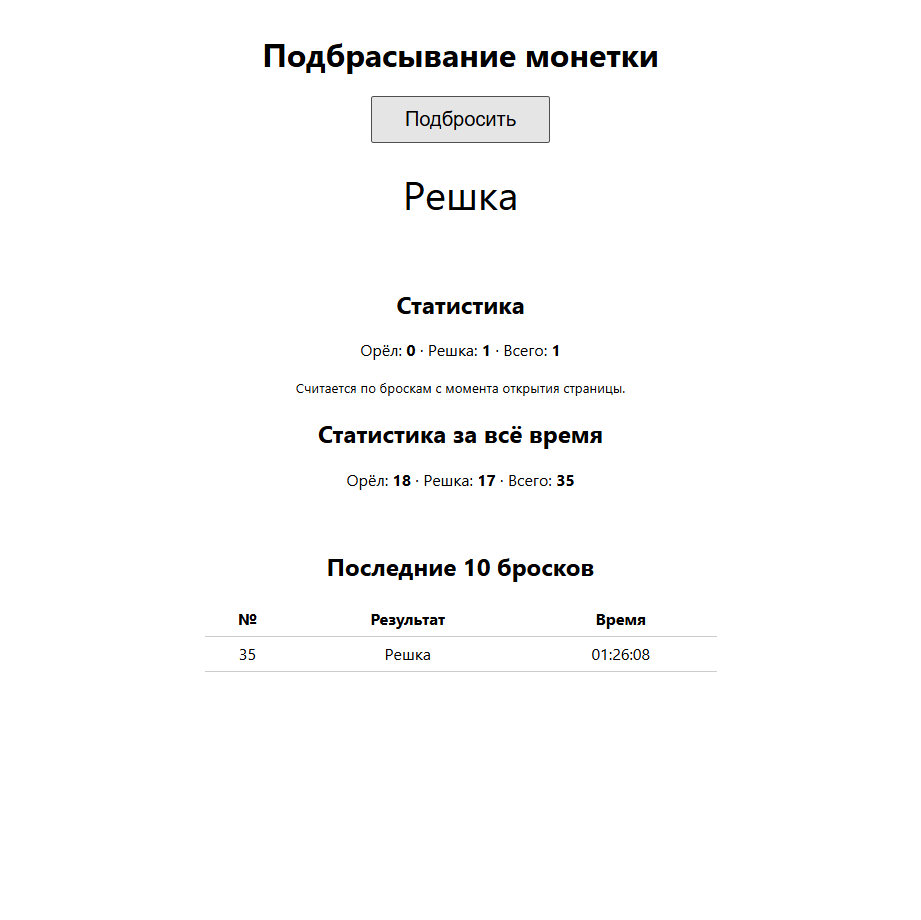 Подбрасывание монетки
Подбросить
Решка
Статистика
Орёл: 0 · Решка: 1 · Всего: 1
Считается по броскам с момента открытия страницы.
Статистика за всё время
Орёл: 18 · Решка: 17 · Всего: 35
Последние 10 бросков
№ Результат Время
35 Решка 01:26:08